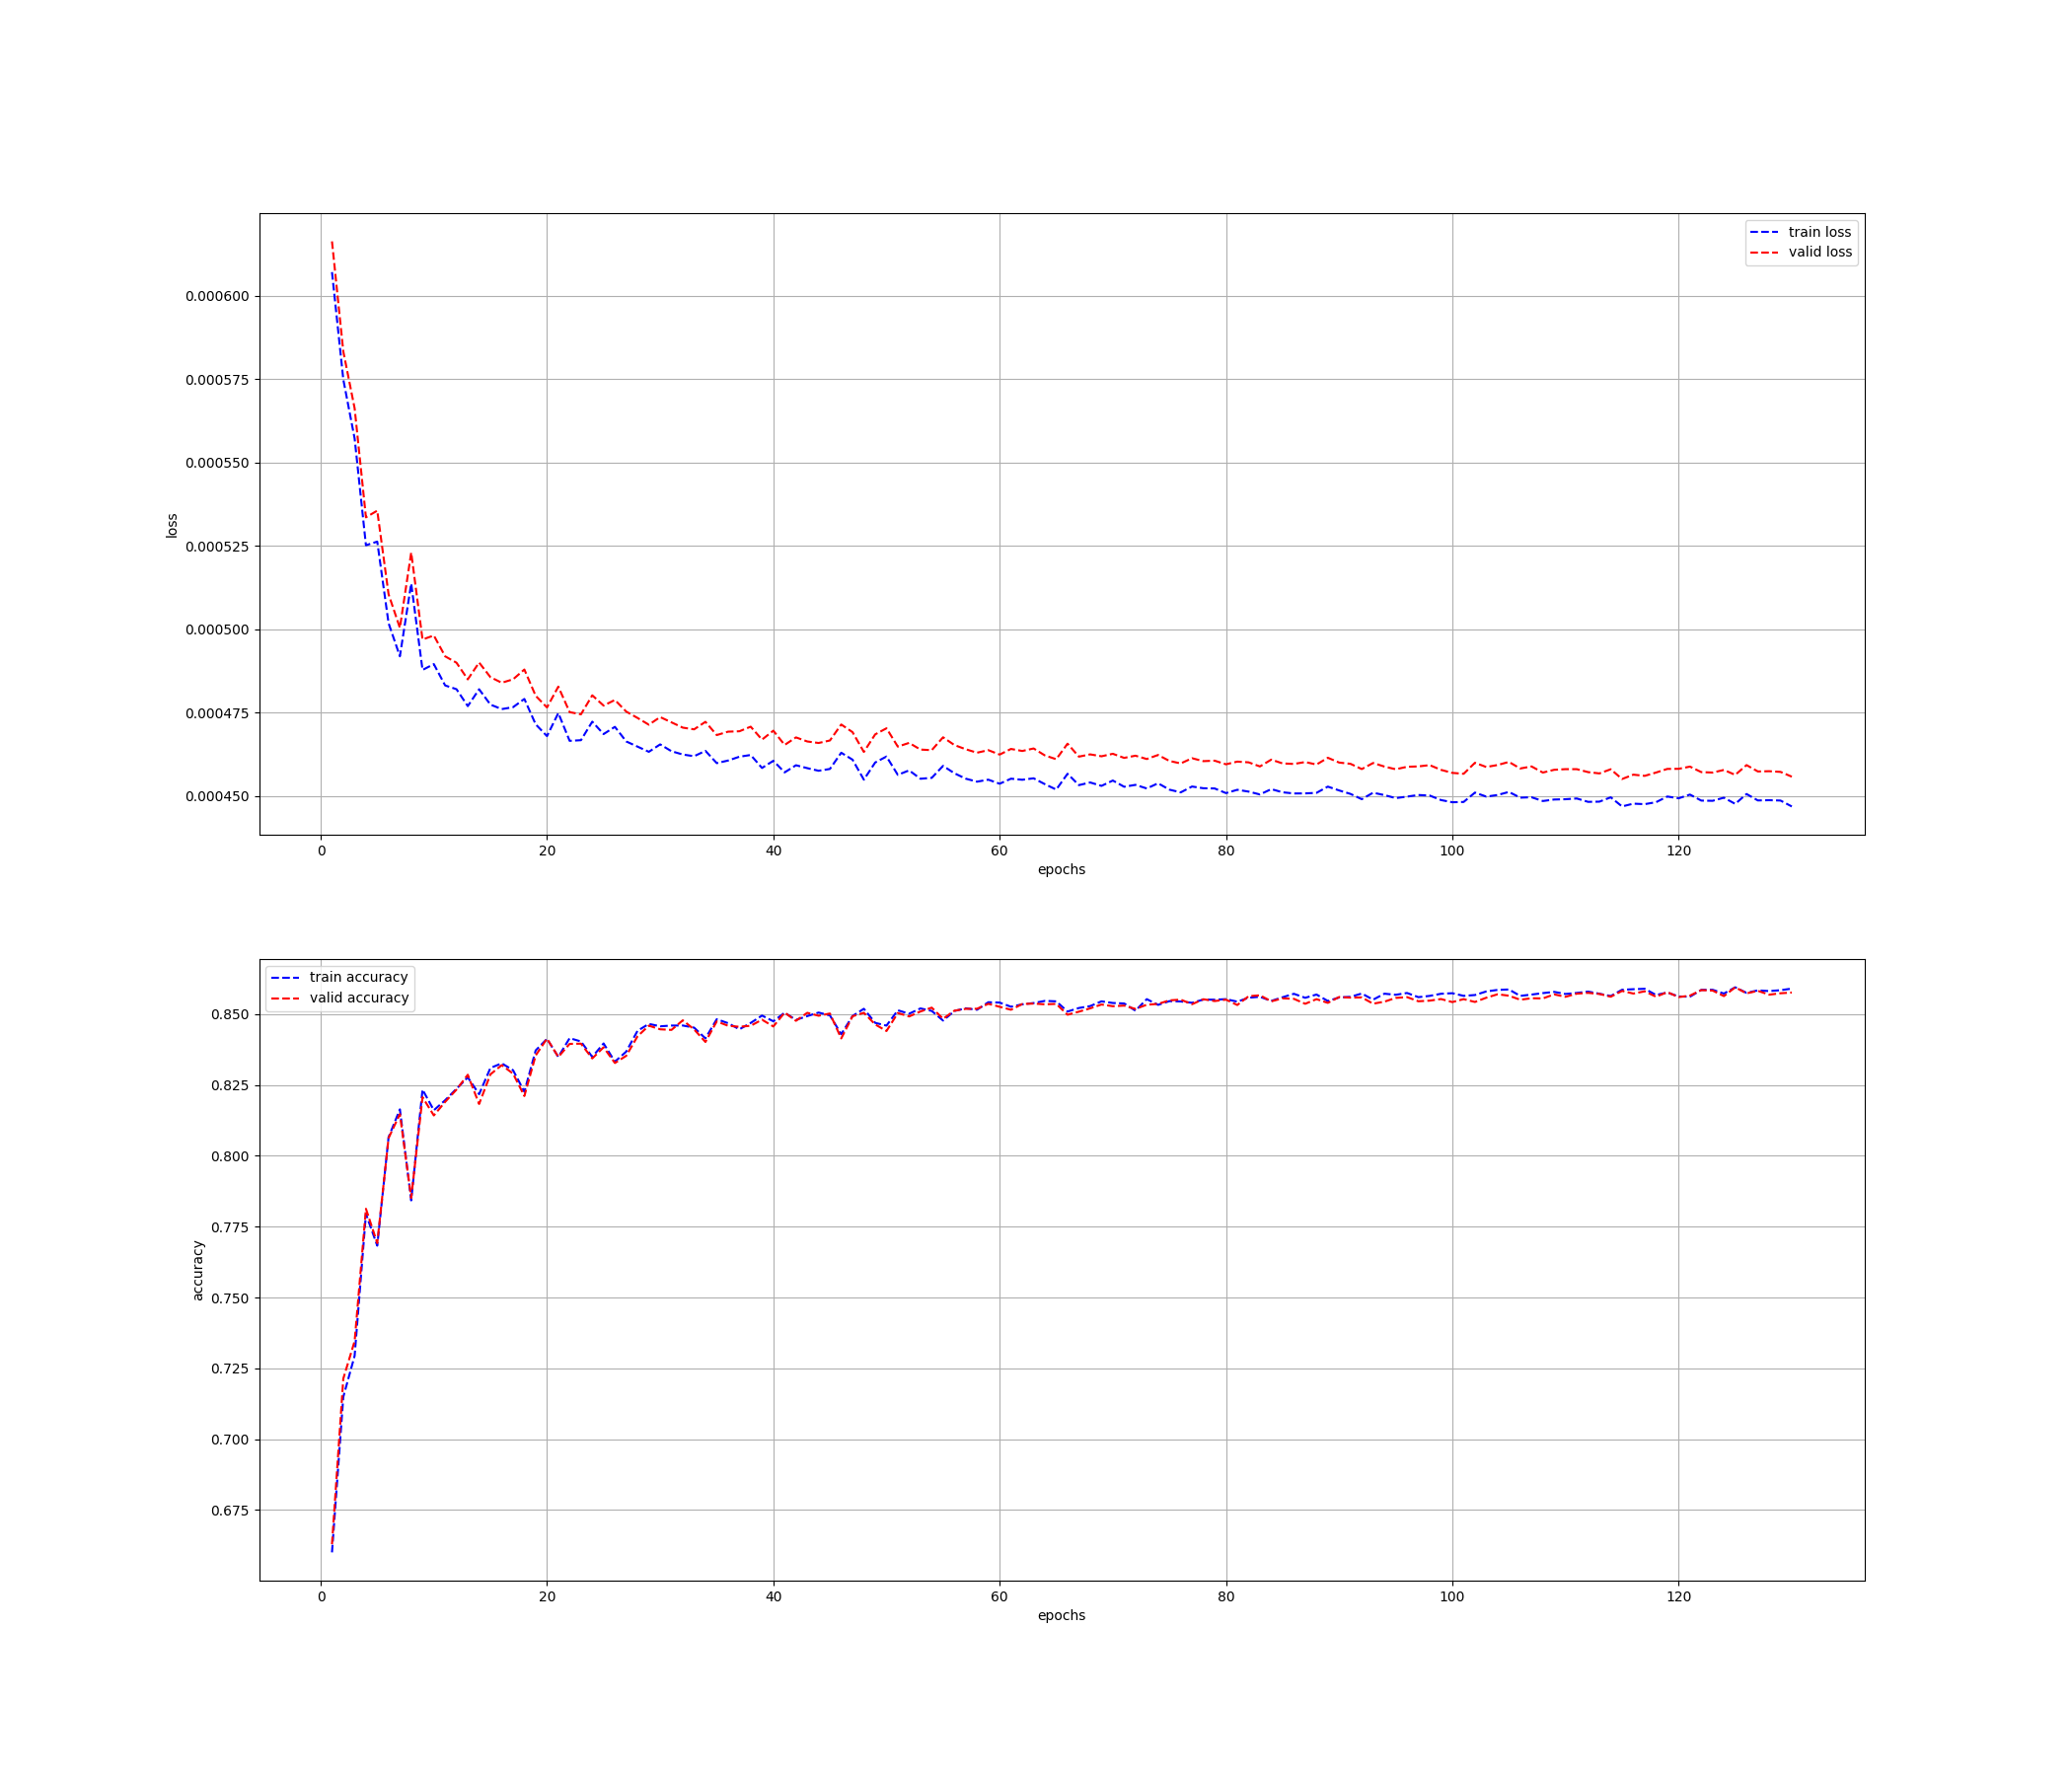 train loss
valid loss
0.000600
0.000575
0.000550
0.000525
0.000500
0.000475
0.000450
loss
0 20 40 60 80 100 120
epochs
train accuracy
valid accuracy
0.850
0.825
0.800
0.775
0.750
0.725
0.700
0.675
accuracy
0 20 40 60 80 100 120
epochs